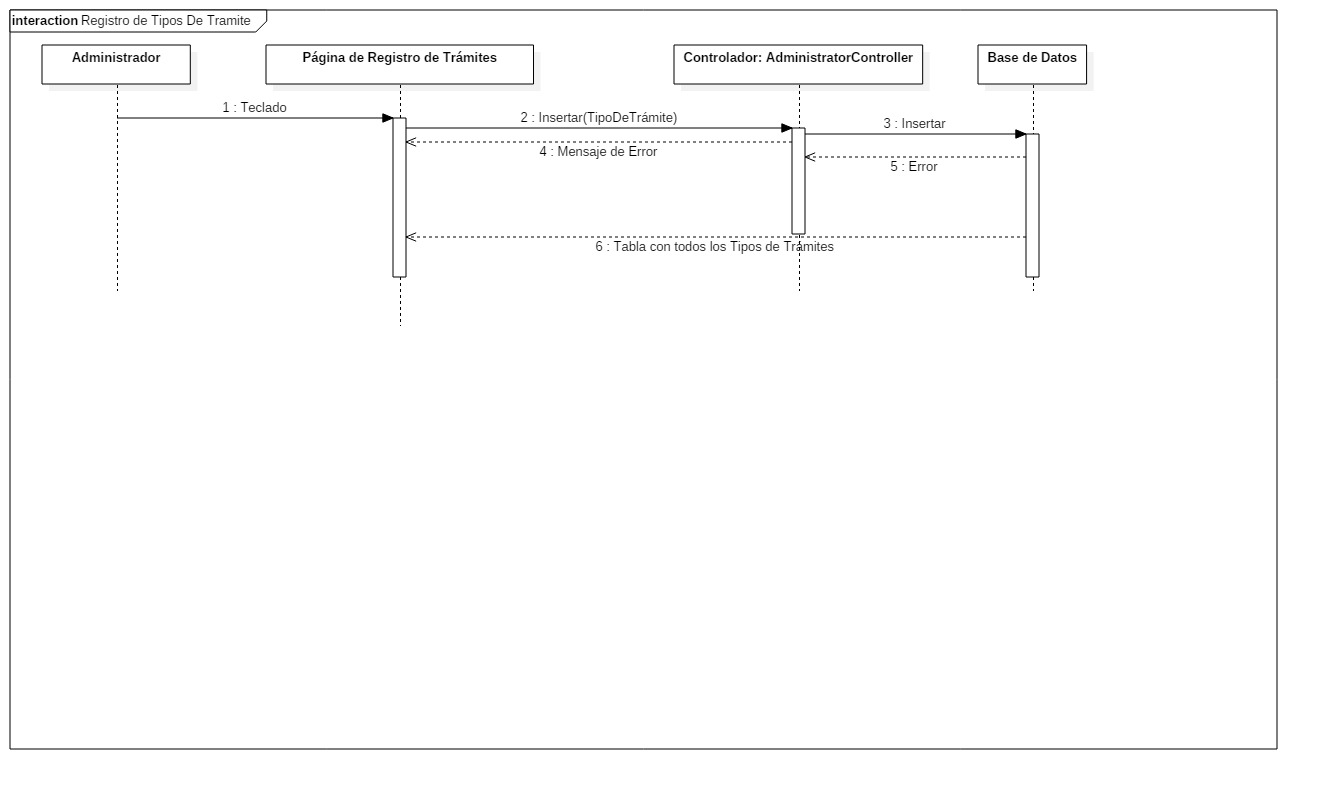 interaction Registro de Tipos De Tramite
Administrador
Página de Registro de Trámites
Controlador: AdministratorController
Base de Datos
1 : Teclado
2 : Insertar(TipoDeTrámite)
3 : Insertar
4 : Mensaje de Error
5 : Error
6 : Tabla con todos los Tipos de Trámites